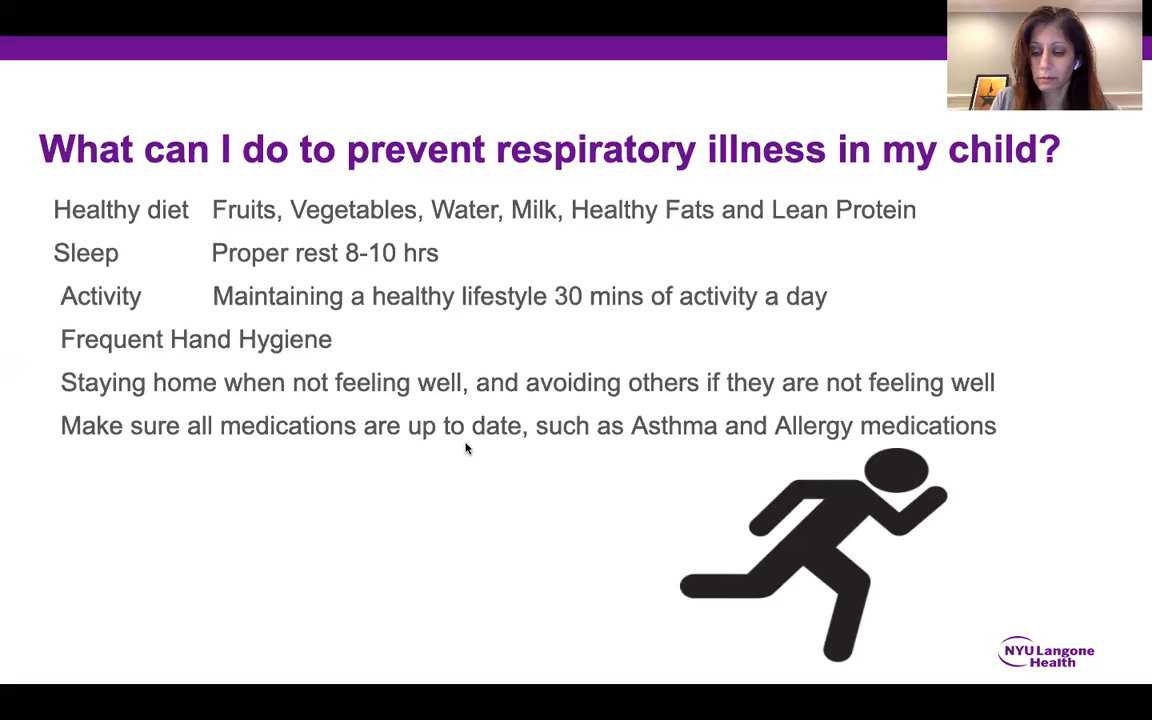 What can I do to prevent respiratory illness in my child?
Healthy diet Fruits, Vegetables, Water, Milk, Healthy Fats and Lean Protein
Sleep Proper rest 8-10 hrs
Activity Maintaining a healthy lifestyle 30 mins of activity a day
Frequent Hand Hygiene
Staying home when not feeling well, and avoiding others if they are not feeling well
Make sure all medications are up to date, such as Asthma and Allergy medications
NYU Langone
Health